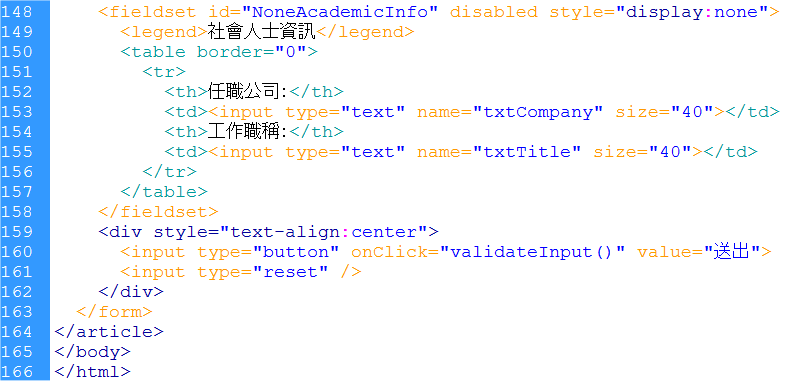 148    <fieldset id="NoneAcademicInfo" disabled style="display:none">
149      <legend>社會人士資訊</legend>
150      <table border="0">
151        <tr>
152          <th>任職公司:</th>
153          <td><input type="text" name="txtCompany" size="40"></td>
154          <th>工作職稱:</th>
155          <td><input type="text" name="txtTitle" size="40"></td>
156        </tr>
157      </table>
158    </fieldset>
159    <div style="text-align:center">
160      <input type="button" onClick="validateInput()" value="送出">
161      <input type="reset" />
162    </div>
163  </form>
164</article>
165</body>
166</html>